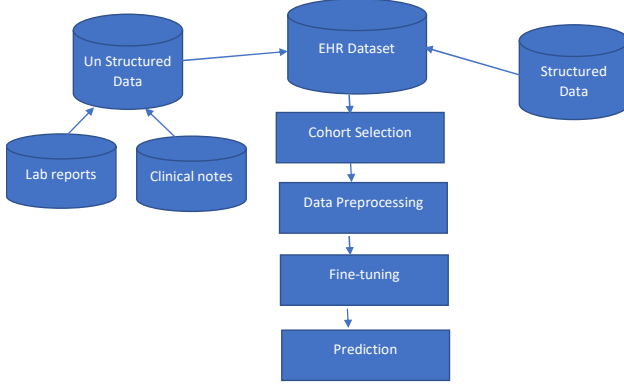 Un Structured
Data
EHR Dataset
Structured
Data
Lab reports
Clinical notes
Cohort Selection
Data Preprocessing
Fine-tuning
Prediction